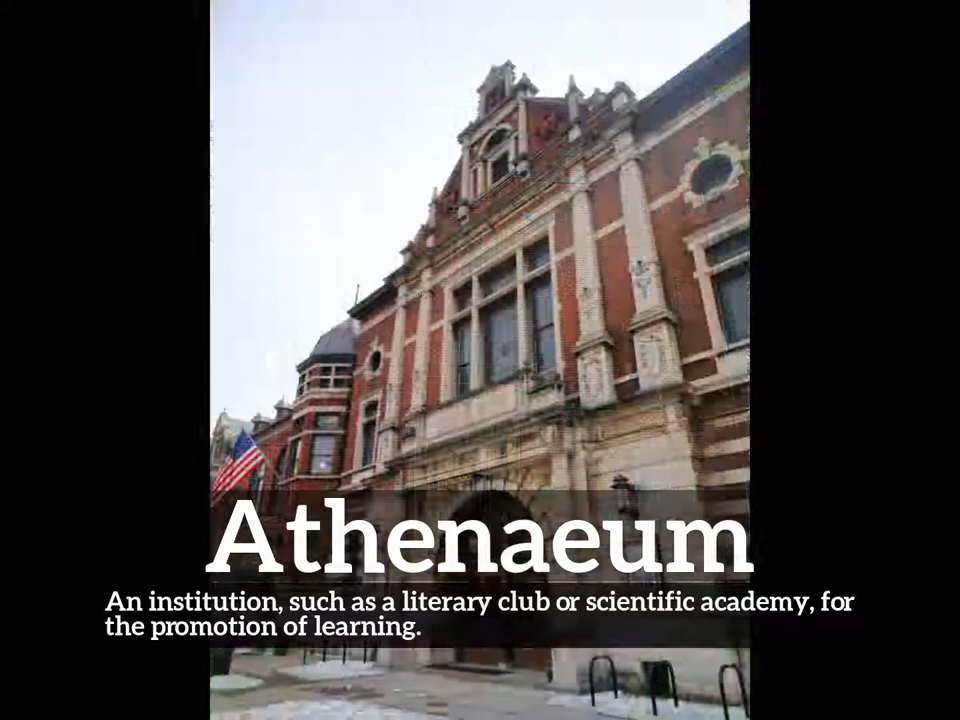 Athenaeum
An institution, such as a literary club or scientific academy, for
the promotion of learning.